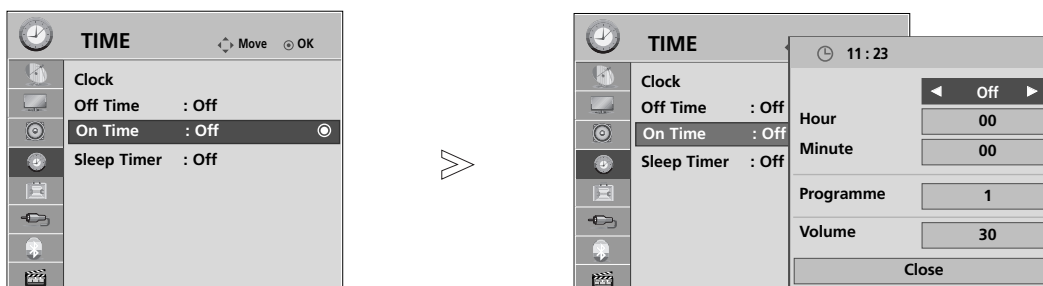 TIME Move OK
Clock
Off Time : Off
On Time : Off
Sleep Timer : Off
TIME
Clock
Off Time : Off
On Time : Off
Sleep Timer : Off
11 : 23
Off
Hour 00
Minute 00
Programme 1
Volume 30
Close